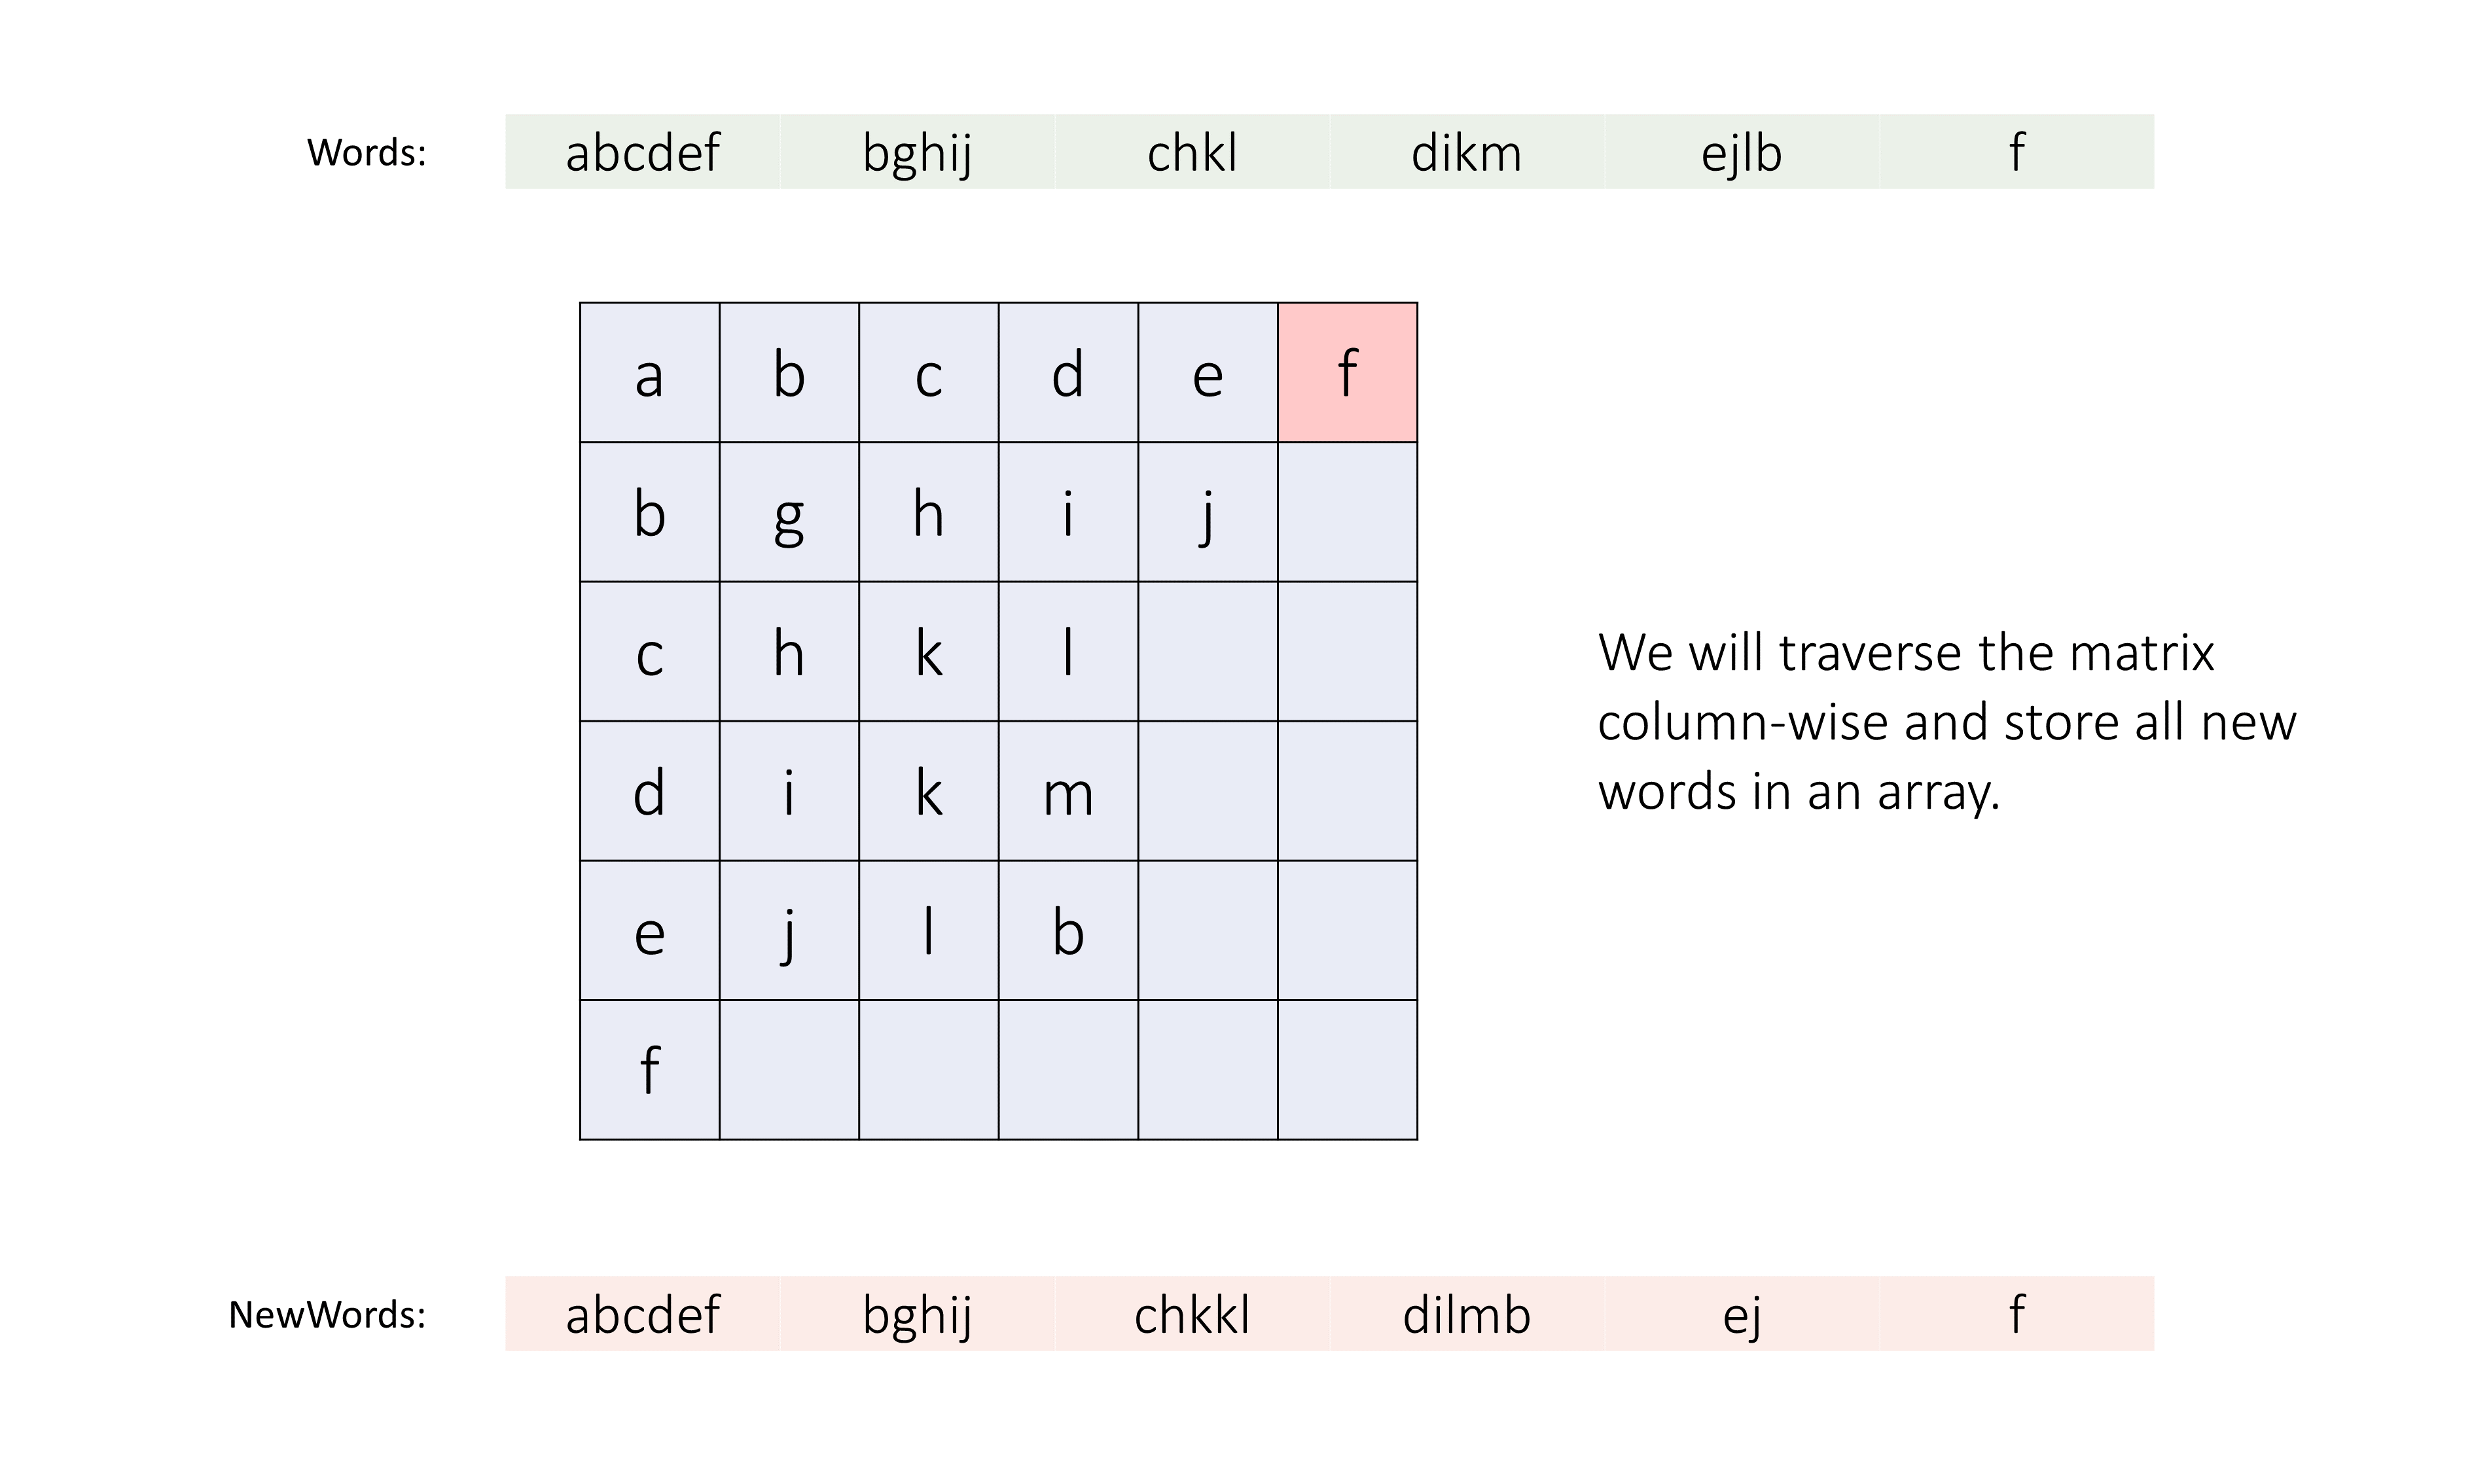 Words: abcdef bghij chkl dikm ejlb f
a b c d e f
b g h i j
c h k l
d i k m
e j l b
f
We will traverse the matrix
column-wise and store all new
words in an array.
NewWords: abcdef bghij chkkl dilmb ej f